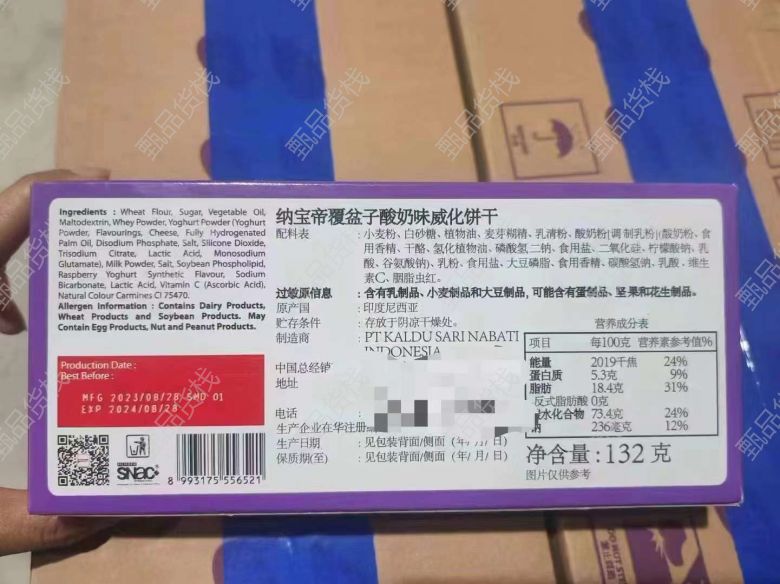 Ingredients : Wheat Flour, Sugar, Vegetable Oil,
Maltodextrin, Whey Powder, Yoghurt Powder (Yoghurt
Powder, Flavourings, Cheese, Fully Hydrogenated
Palm Oil, Disodium Phosphate, Salt, Silicone Dioxide,
Trisodium Citrate, Lactic Acid, Monosodium
Glutamate), Milk Powder, Salt, Soybean Phospholipid,
Raspberry Yoghurt Synthetic Flavour, Sodium
Bicarbonate, Lactic Acid, Vitamin C (Ascorbic Acid),
Natural Colour Carmines CI 75470.
Allergen Information : Contains Dairy Products,
Wheat Products and Soybean Products. May
Contain Egg Products, Nut and Peanut Products.
Production Date :
Best Before :
MFG 2023/08/28 SHO 01
EXP 2024/08/28
SNAC
8 993175 556521
纳宝帝覆盆子酸奶味威化饼干
配料表 : 小麦粉、白砂糖、植物油、麦芽糊精、乳清粉、酸奶粉(调制乳粉)(酸奶粉、食
用香精、干酪、氢化植物油、磷酸氢二钠、食用盐、二氧化硅、柠檬酸钠、乳
酸、谷氨酸钠)、乳粉、食用盐、大豆磷脂、食用香精、碳酸氢钠、乳酸、维生
素C、胭脂虫红。
过敏原信息 : 含有乳制品、小麦制品和大豆制品,可能含有蛋制品、坚果和花生制品。
原产国 : 印度尼西亚
贮存条件 : 存放于阴凉干燥处。
制造商 : PT KALDU SARI NABATI
INDONESIA
中国总经销
地址
电话
生产企业在华注册
生产日期 : 见包装背面/侧面 (年/月/日)
保质期(至) : 见包装背面/侧面 (年/月/日)
营养成分表
项目 每100克 营养素参考值%
能量 2019千焦 24%
蛋白质 5.3克 9%
脂肪 18.4克 31%
反式脂肪酸 0克
水化合物 73.4克 24%
钠 236毫克 12%
净含量: 132 克
图片仅供参考
甄品货栈